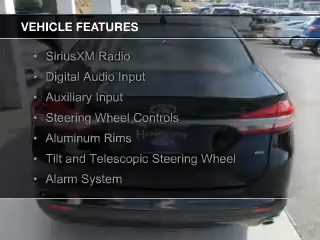 VEHICLE FEATURES
• SiriusXM Radio
• Digital Audio Input
• Auxiliary Input
• Steering Wheel Controls
• Aluminum Rims
• Tilt and Telescopic Steering Wheel
• Alarm System